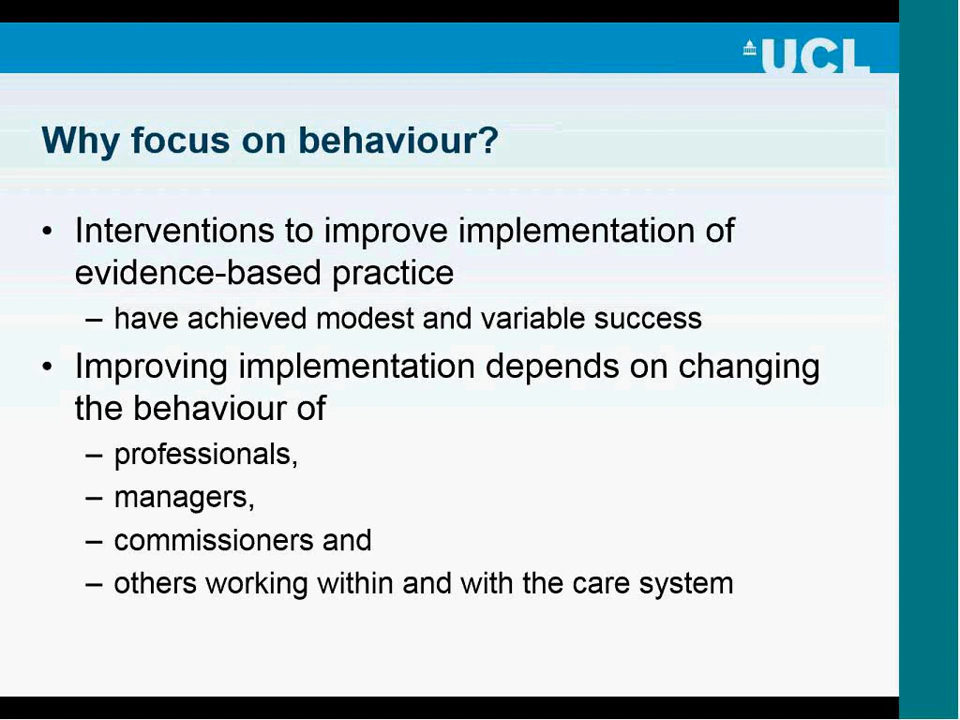 UCL
Why focus on behaviour?
• Interventions to improve implementation of
evidence-based practice
– have achieved modest and variable success
• Improving implementation depends on changing
the behaviour of
– professionals,
– managers,
– commissioners and
– others working within and with the care system